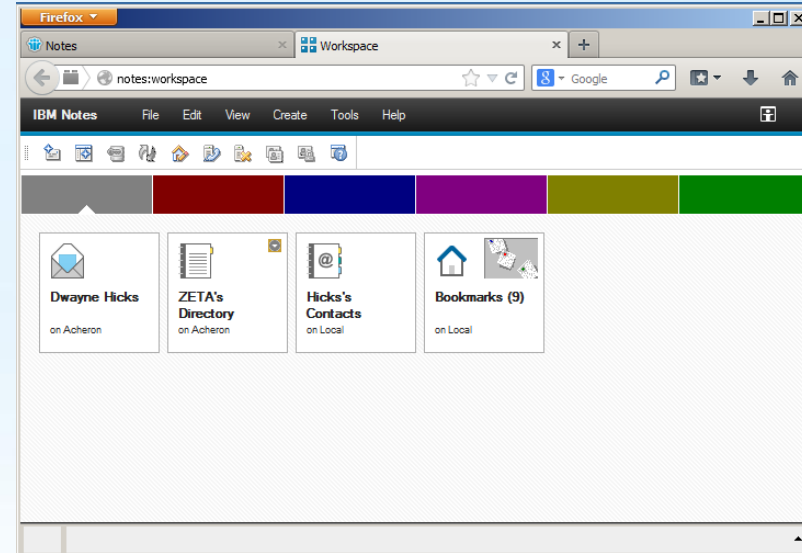 Firefox
Notes
Workspace
notes:workspace
8 Google
IBM Notes File Edit View Create Tools Help
Dwayne Hicks
on Acheron
ZETA's
Directory
on Acheron
@
Hicks's
Contacts
on Local
Bookmarks (9)
on Local